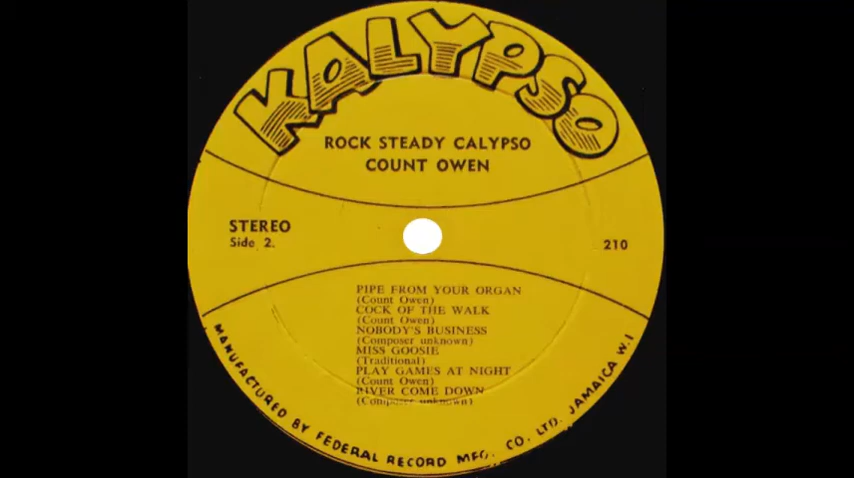 KALYPSO
ROCK STEADY CALYPSO
COUNT OWEN
STEREO
Side 2.
210
PIPE FROM YOUR ORGAN
(Count Owen)
COCK OF THE WALK
(Count Owen)
NOBODY'S BUSINESS
(Composer unknown)
MISS GOOSIE
(Traditional)
PLAY GAMES AT NIGHT
(Count Owen)
RIVER COME DOWN
(Composer unknown)
MANUFACTURED BY FEDERAL RECORD MFG. CO. LTD. JAMAICA W.I